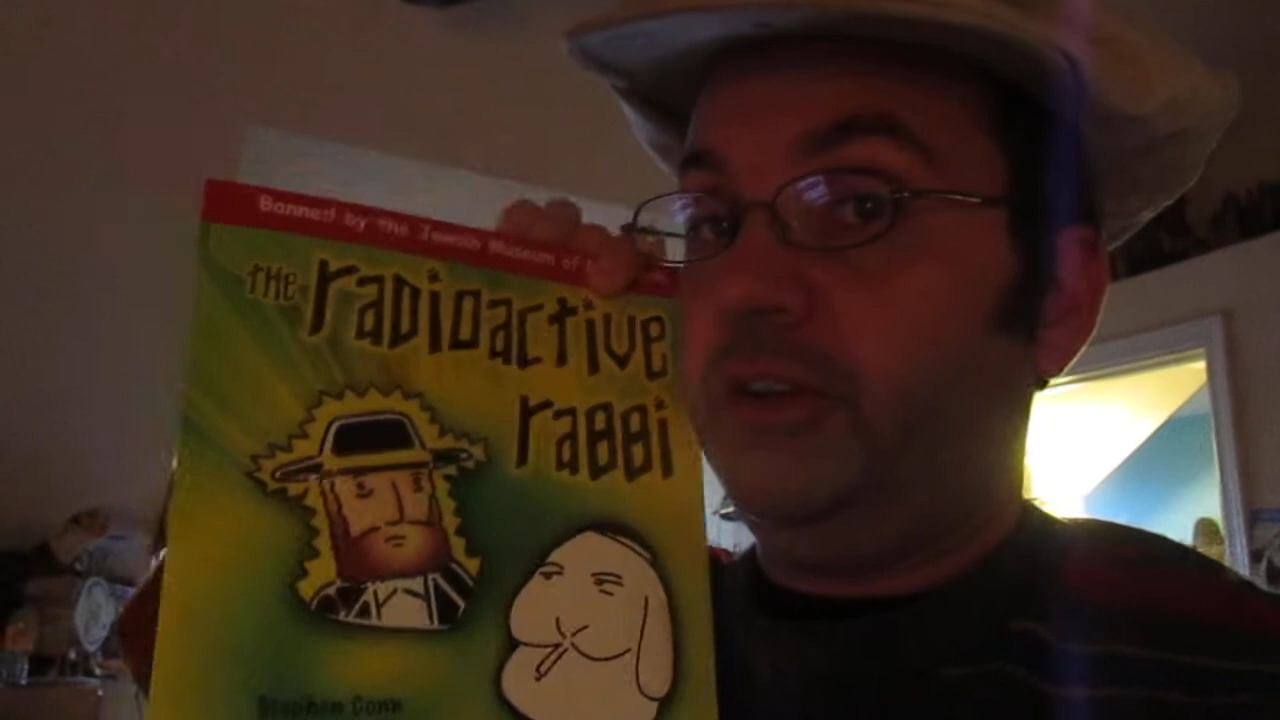 Banned by the Jewish Museum of
the radioactive
rabbi
Stephen Conn